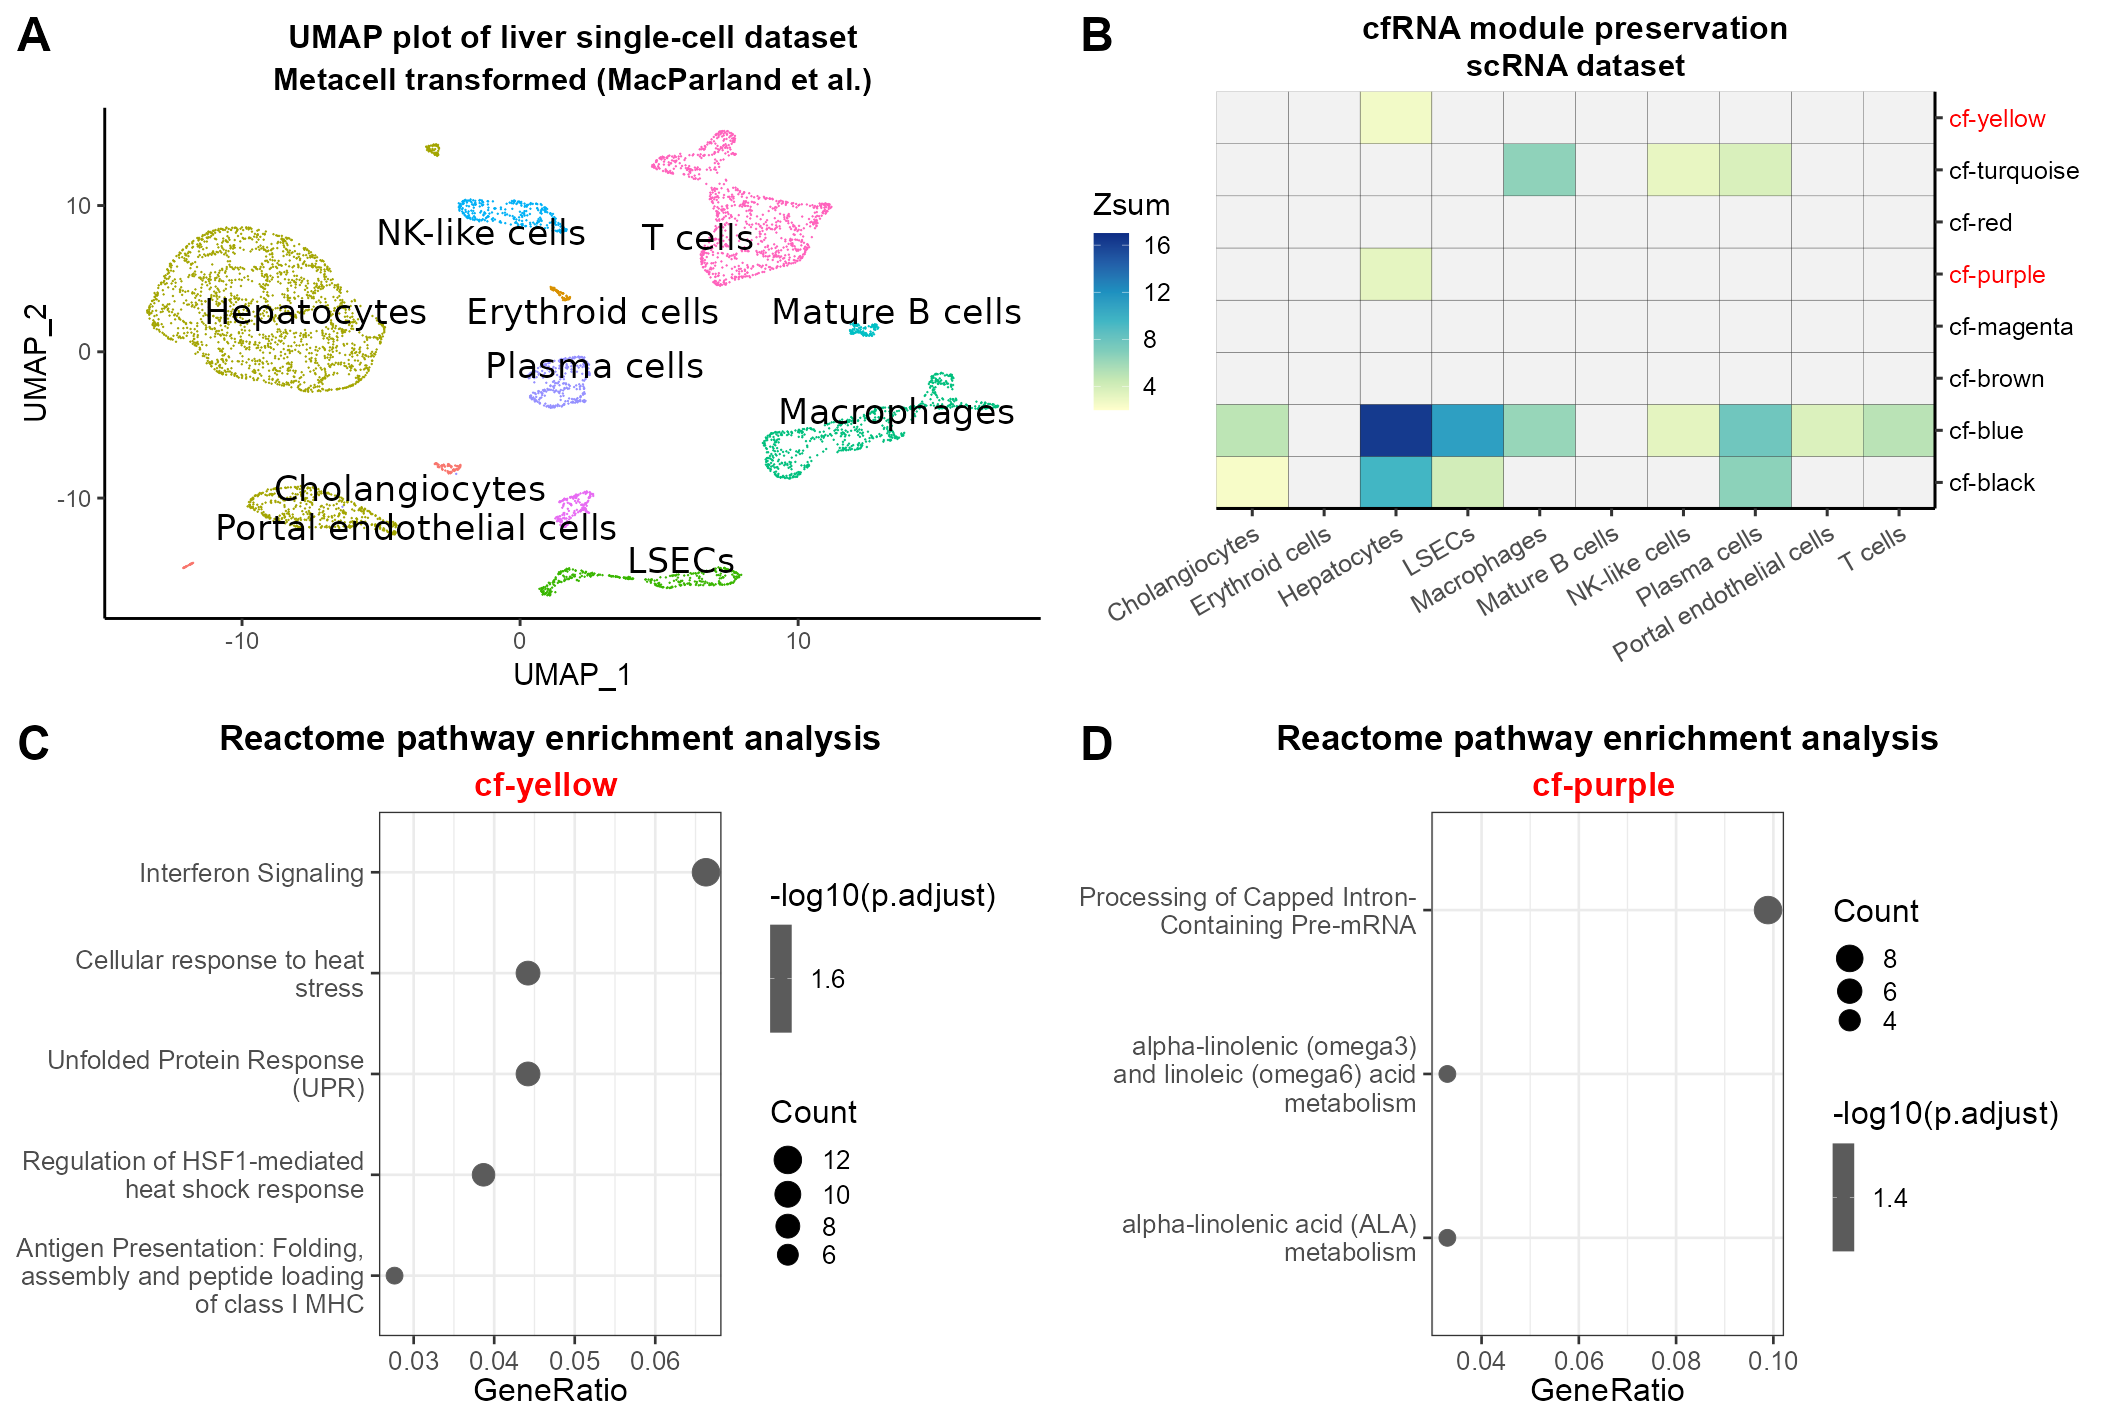 A
UMAP plot of liver single-cell dataset
Metacell transformed (MacParland et al.)
UMAP_2
10
0
-10
NK-like cells
T cells
Hepatocytes
Erythroid cells
Mature B cells
Plasma cells
Macrophages
Cholangiocytes
Portal endothelial cells
LSECs
-10
0
10
UMAP_1
B
cfRNA module preservation
scRNA dataset
Zsum
16
12
8
4
cf-yellow
cf-turquoise
cf-red
cf-purple
cf-magenta
cf-brown
cf-blue
cf-black
Cholangiocytes
Erythroid cells
Hepatocytes
LSECs
Macrophages
Mature B cells
NK-like cells
Plasma cells
Portal endothelial cells
T cells
C
Reactome pathway enrichment analysis
cf-yellow
Interferon Signaling
Cellular response to heat
stress
Unfolded Protein Response
(UPR)
Regulation of HSF1-mediated
heat shock response
Antigen Presentation: Folding,
assembly and peptide loading
of class I MHC
0.03
0.04
0.05
0.06
GeneRatio
-log10(p.adjust)
1.6
Count
12
10
8
6
D
Reactome pathway enrichment analysis
cf-purple
Processing of Capped Intron-
Containing Pre-mRNA
alpha-linolenic (omega3)
and linoleic (omega6) acid
metabolism
alpha-linolenic acid (ALA)
metabolism
0.04
0.06
0.08
0.10
GeneRatio
Count
8
6
4
-log10(p.adjust)
1.4